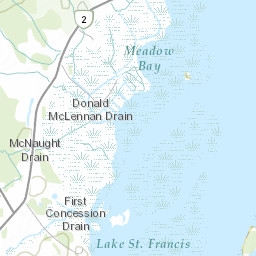 2
Meadow
Bay
Donald
McLennan Drain
McNaught
Drain
First
Concession
Drain
Lake St. Francis